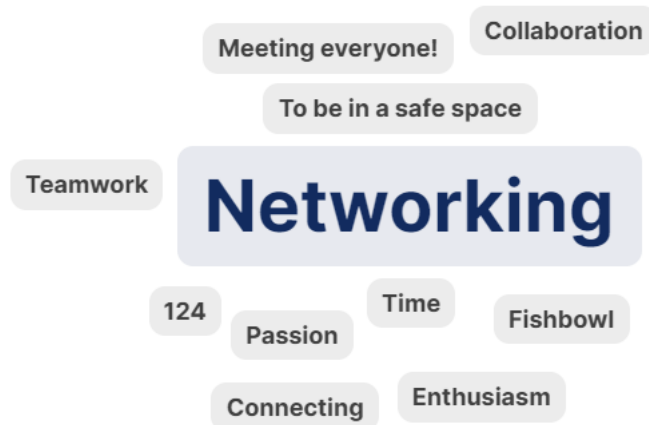 Collaboration
Meeting everyone!
To be in a safe space
Teamwork
Networking
124
Time
Fishbowl
Passion
Enthusiasm
Connecting